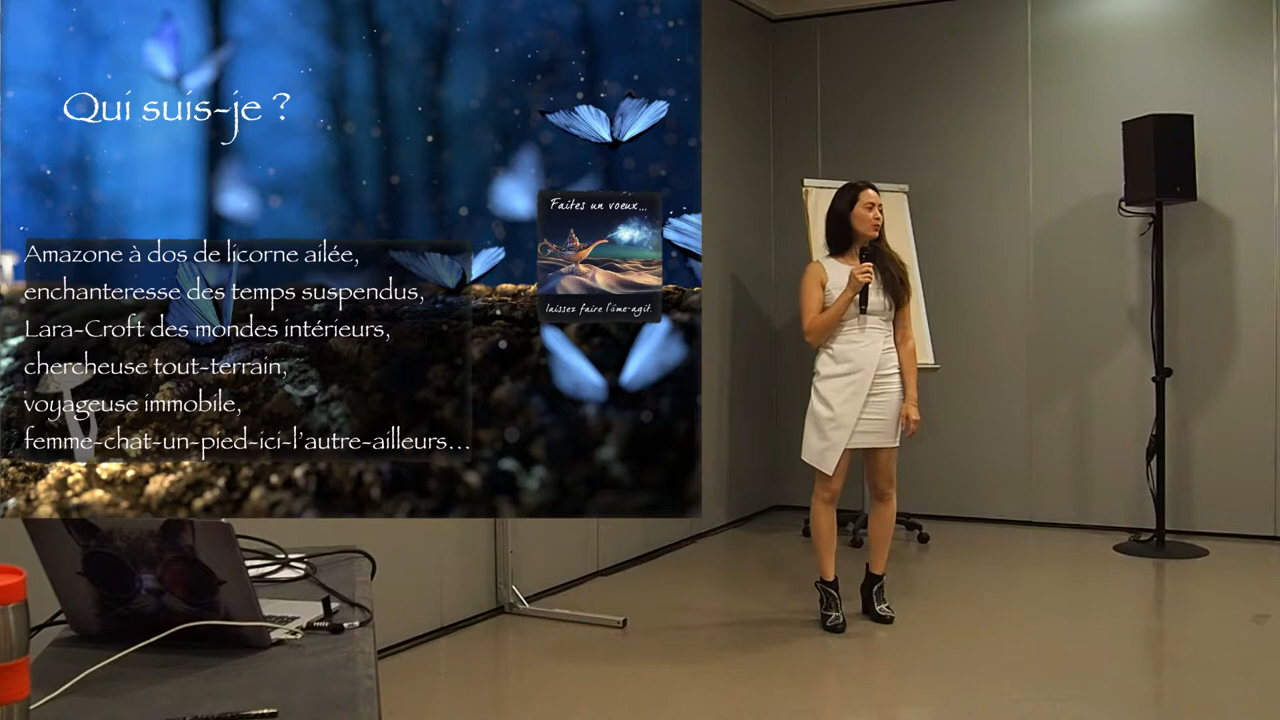 Qui suis-je ?
Faites un voeux...
laissez faire l'âme-agit.
Amazone à dos de licorne ailée,
enchanteresse des temps suspendus,
Lara-Croft des mondes intérieurs,
chercheuse tout-terrain,
voyageuse immobile,
femme-chat-un-pied-ici-l'autre-ailleurs...